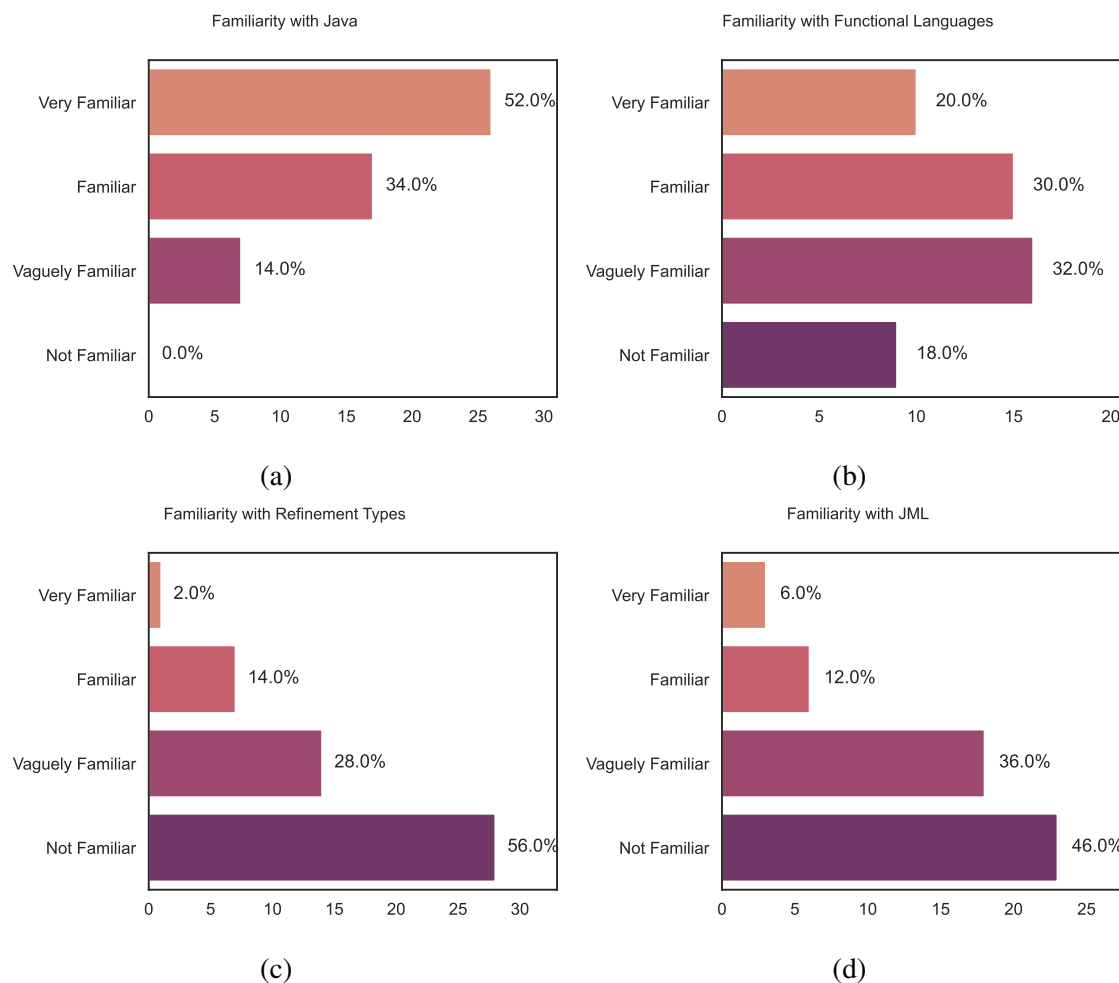 Familiarity with Java
Very Familiar
52.0%
Familiar
34.0%
Vaguely Familiar
14.0%
Not Familiar
0.0%
0 5 10 15 20 25 30
(a)
Familiarity with Functional Languages
Very Familiar
20.0%
Familiar
30.0%
Vaguely Familiar
32.0%
Not Familiar
18.0%
0 5 10 15 20
(b)
Familiarity with Refinement Types
Very Familiar
2.0%
Familiar
14.0%
Vaguely Familiar
28.0%
Not Familiar
56.0%
0 5 10 15 20 25 30
(c)
Familiarity with JML
Very Familiar
6.0%
Familiar
12.0%
Vaguely Familiar
36.0%
Not Familiar
46.0%
0 5 10 15 20 25
(d)